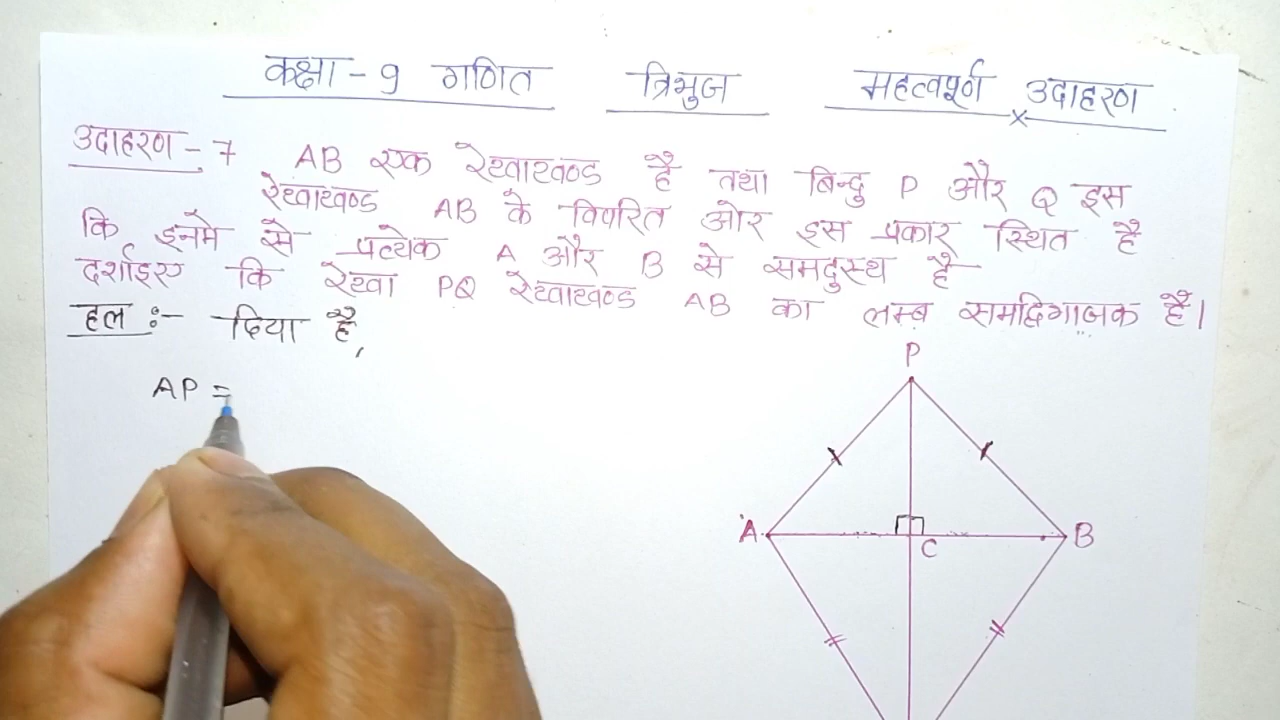 कक्षा - 9 गणित त्रिभुज महत्वपूर्ण उदाहरण
उदाहरण - 7 AB एक रेखाखण्ड है तथा बिन्दु P और Q इस
रेखाखण्ड AB के विपरित ओर इस प्रकार स्थित है
कि इनमे से प्रत्येक A और B से समदुस्थ है
दर्शाइए कि रेखा PQ रेखाखण्ड AB का लम्ब समद्विभाजक है।
हल :- दिया है,
AP =
P
A B
C